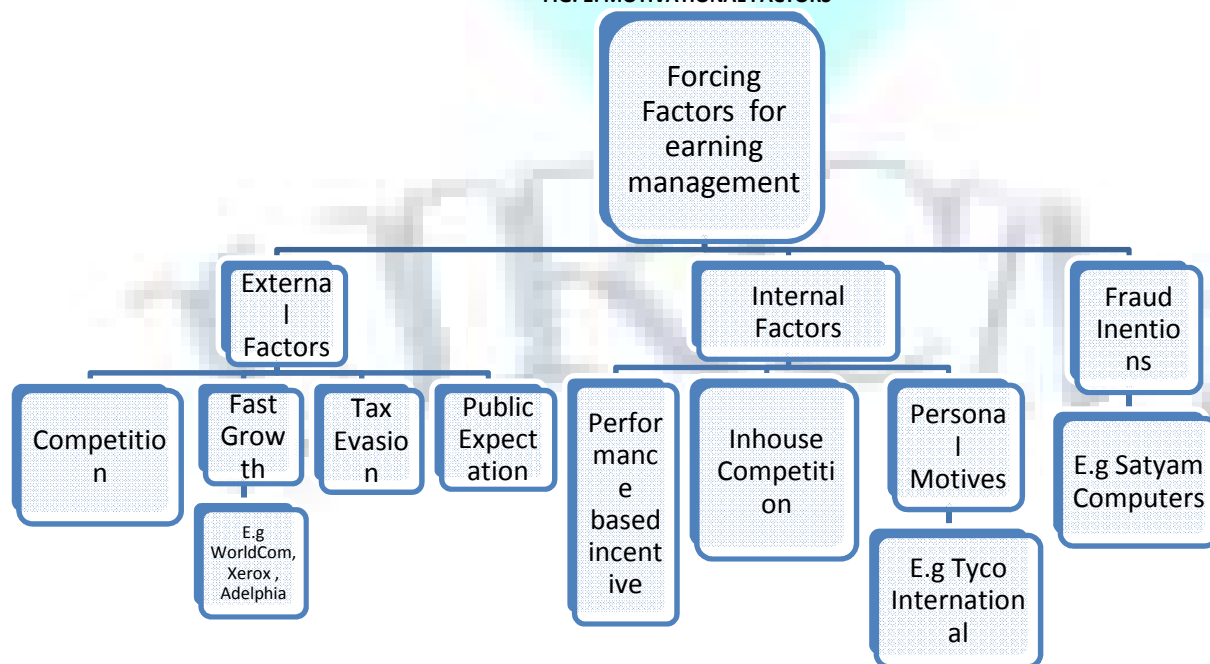 Forcing
Factors for
earning
management
Externa
l
Factors
Internal
Factors
Fraud
Inentio
ns
Competitio
n
Fast
Grow
th
Tax
Evasio
n
Public
Expect
ation
Perfor
manc
e
based
incent
ive
Inhouse
Competiti
on
Persona
l
Motives
E.g Satyam
Computers
E.g
WorldCom,
Xerox ,
Adelphia
E.g Tyco
Internation
al